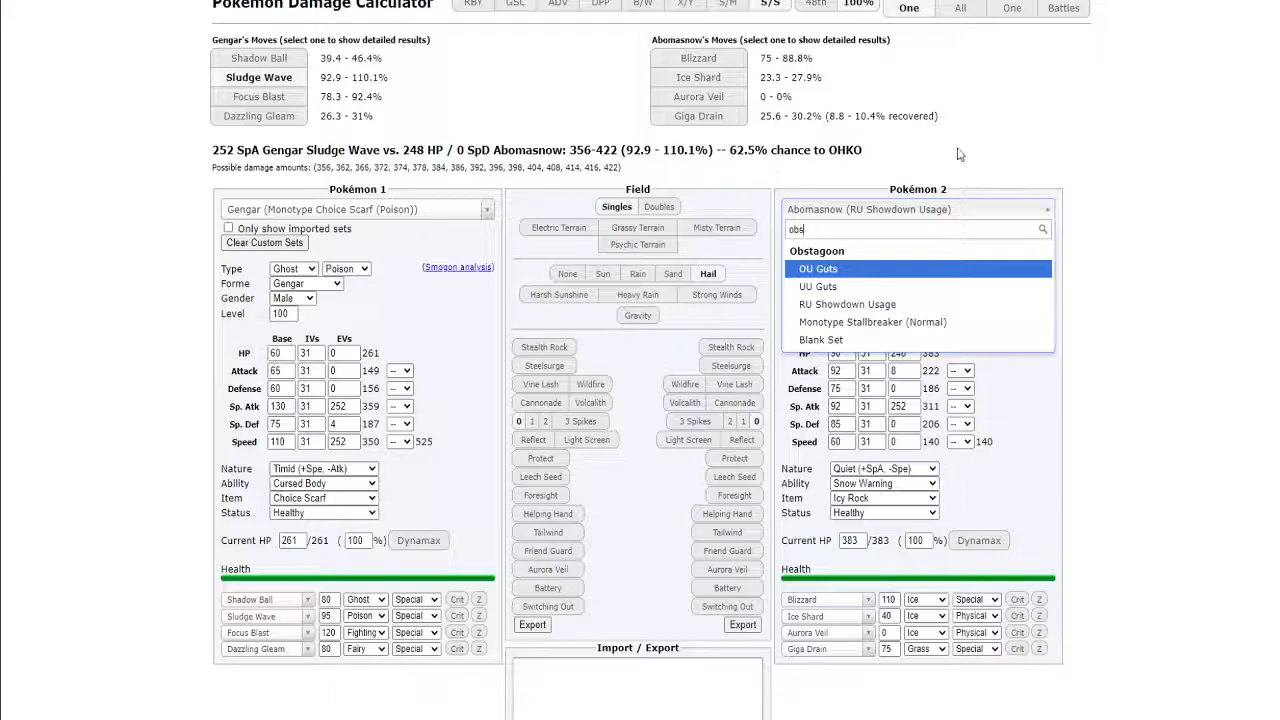 Pokémon Damage Calculator RBY GSC ADV DPP B/W X/Y S/M S/S 48th 100% One All One Battles
Gengar's Moves (select one to show detailed results)
Shadow Ball 39.4 - 46.4%
Sludge Wave 92.9 - 110.1%
Focus Blast 78.3 - 92.4%
Dazzling Gleam 26.3 - 31%
Abomasnow's Moves (select one to show detailed results)
Blizzard 75 - 88.8%
Ice Shard 23.3 - 27.9%
Aurora Veil 0 - 0%
Giga Drain 25.6 - 30.2% (8.8 - 10.4% recovered)
252 SpA Gengar Sludge Wave vs. 248 HP / 0 SpD Abomasnow: 356-422 (92.9 - 110.1%) -- 62.5% chance to OHKO
Possible damage amounts: (356, 362, 366, 372, 374, 378, 384, 386, 392, 396, 398, 404, 408, 414, 416, 422)
Pokémon 1
Gengar (Monotype Choice Scarf (Poison))
Only show imported sets
Clear Custom Sets
Type Ghost Poison (Smogon analysis)
Forme Gengar
Gender Male
Level 100
Base IVs EVs
HP 60 31 0 261
Attack 65 31 0 149 --
Defense 60 31 0 156 --
Sp. Atk 130 31 252 359 --
Sp. Def 75 31 4 187 --
Speed 110 31 252 350 -- 525
Nature Timid (+Spe, -Atk)
Ability Cursed Body
Item Choice Scarf
Status Healthy
Current HP 261 /261 ( 100 %) Dynamax
Health
Shadow Ball 80 Ghost Special Crit Z
Sludge Wave 95 Poison Special Crit Z
Focus Blast 120 Fighting Special Crit Z
Dazzling Gleam 80 Fairy Special Crit Z
Field
Singles Doubles
Electric Terrain Grassy Terrain Misty Terrain
Psychic Terrain
None Sun Rain Sand Hail
Harsh Sunshine Heavy Rain Strong Winds
Gravity
Stealth Rock Stealth Rock
Steelsurge Steelsurge
Vine Lash Wildfire Wildfire Vine Lash
Cannonade Volcalith Volcalith Cannonade
0 1 2 3 Spikes 3 Spikes 2 1 0
Reflect Light Screen Light Screen Reflect
Protect Protect
Leech Seed Leech Seed
Foresight Foresight
Helping Hand Helping Hand
Tailwind Tailwind
Friend Guard Friend Guard
Aurora Veil Aurora Veil
Battery Battery
Switching Out Switching Out
Export Export
Import / Export
Pokémon 2
Abomasnow (RU Showdown Usage)
obs
Obstagoon
OU Guts
UU Guts
RU Showdown Usage
Monotype Stallbreaker (Normal)
Blank Set
Attack 92 31 8 222 --
Defense 75 31 0 186 --
Sp. Atk 92 31 252 311 --
Sp. Def 85 31 0 206 --
Speed 60 31 0 140 -- 140
Nature Quiet (+SpA, -Spe)
Ability Snow Warning
Item Icy Rock
Status Healthy
Current HP 383 /383 ( 100 %) Dynamax
Health
Blizzard 110 Ice Special Crit Z
Ice Shard 40 Ice Physical Crit Z
Aurora Veil 0 Ice Physical Crit Z
Giga Drain 75 Grass Special Crit Z